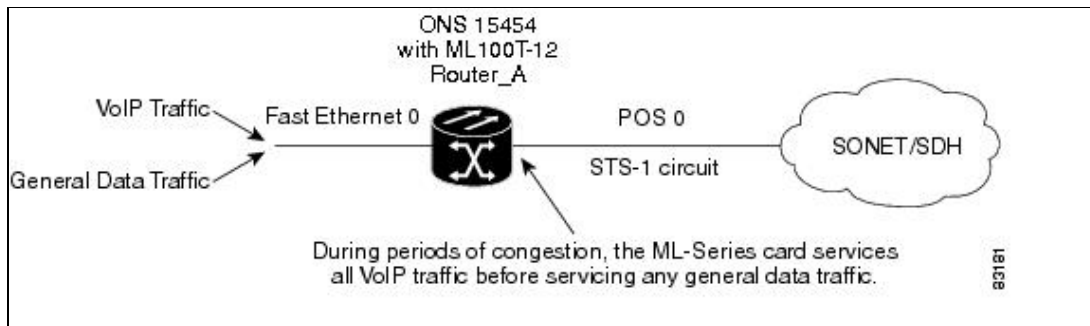 ONS 15454
with ML100T-12
Router_A
VoIP Traffic
Fast Ethernet 0
POS 0
SONET/SDH
General Data Traffic
STS-1 circuit
During periods of congestion, the ML-Series card services
all VoIP traffic before servicing any general data traffic.
83181